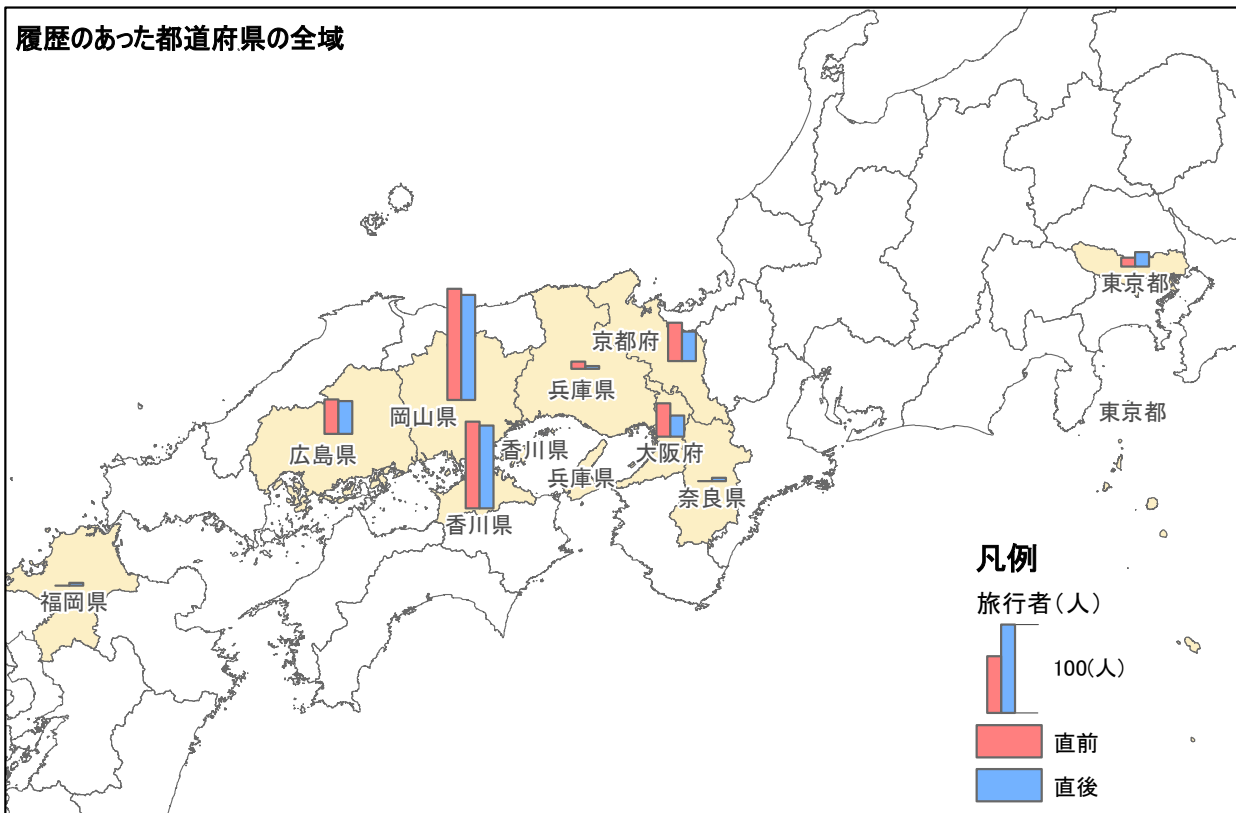 履歴のあった都道府県の全域
東京都
京都府
兵庫県
岡山県
東京都
広島県
香川県
大阪府
兵庫県
奈良県
香川県
福岡県
凡例
旅行者(人)
100(人)
直前
直後